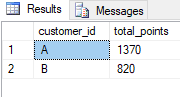 Results Messages
customer_id total_points
1 A 1370
2 B 820